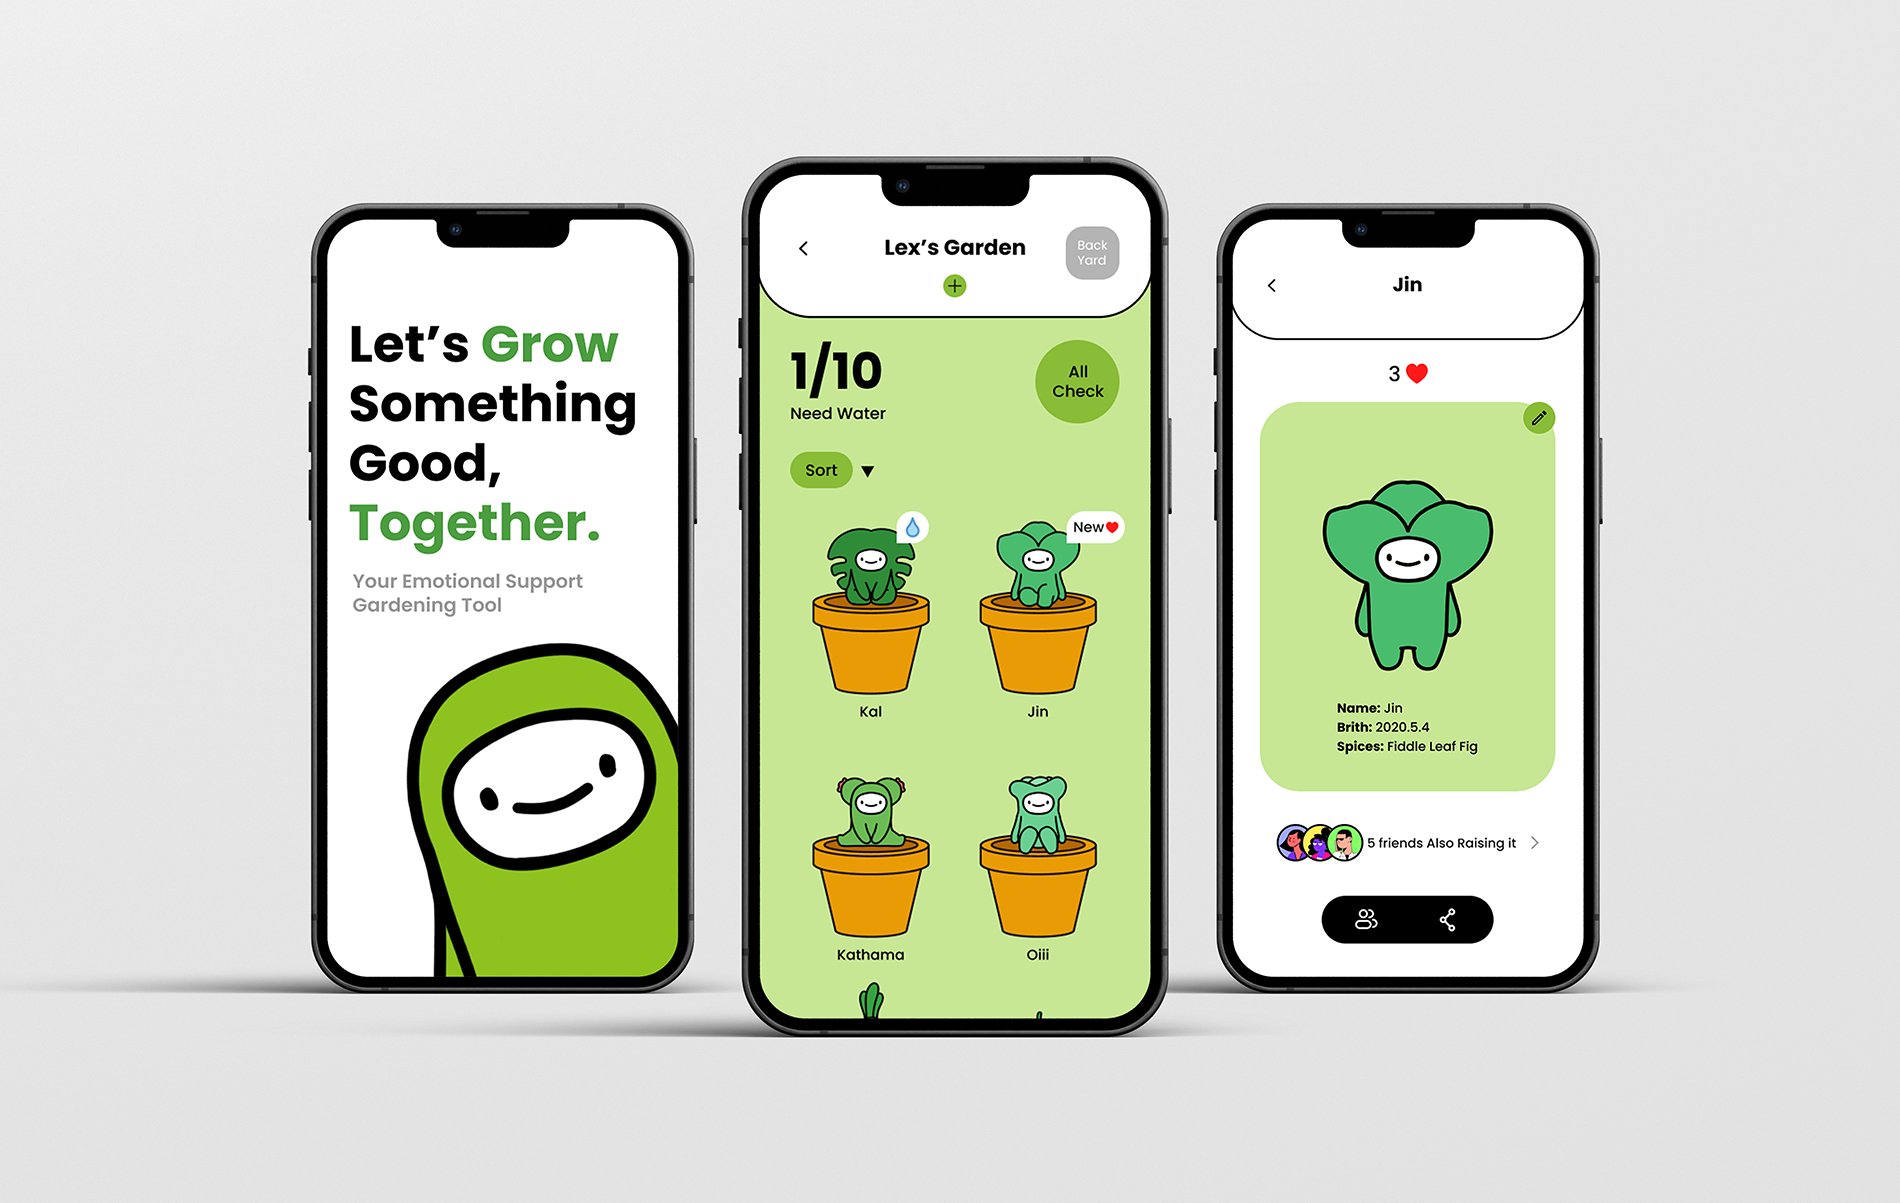 Let's Grow
Something
Good,
Together.
Your Emotional Support
Gardening Tool
Lex's Garden
Back
Yard
1/10
Need Water
All
Check
Sort
New
Kal
Jin
Kathama
Oiii
Jin
3
Name: Jin
Brith: 2020.5.4
Spices: Fiddle Leaf Fig
5 friends Also Raising it